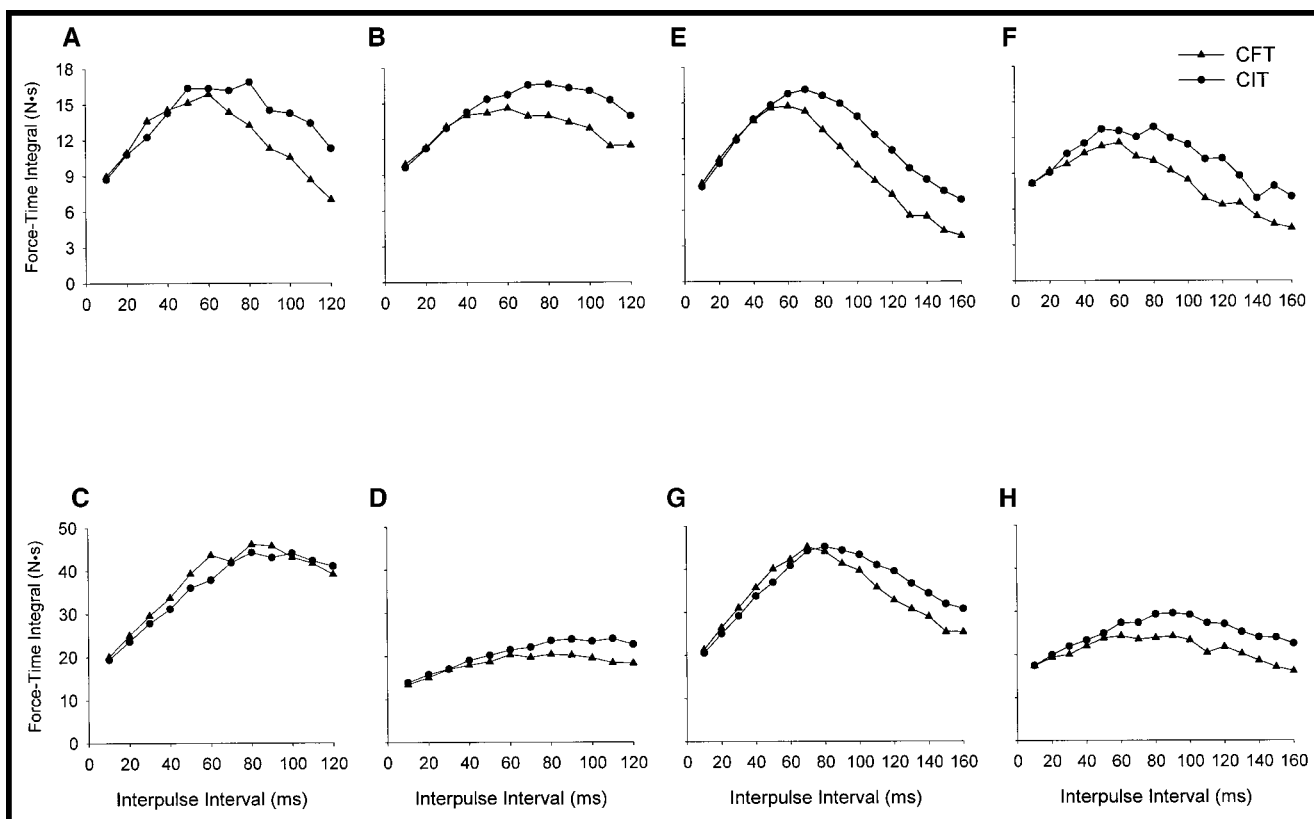 A
B
E
F
CFT
CIT
Force-Time Integral (N•s)
18
15
12
9
6
3
0
0 20 40 60 80 100 120
0 20 40 60 80 100 120
0 20 40 60 80 100 120 140 160
0 20 40 60 80 100 120 140 160
C
D
G
H
Force-Time Integral (N•s)
50
40
30
20
10
0
0 20 40 60 80 100 120
0 20 40 60 80 100 120
0 20 40 60 80 100 120 140 160
0 20 40 60 80 100 120 140 160
Interpulse Interval (ms)
Interpulse Interval (ms)
Interpulse Interval (ms)
Interpulse Interval (ms)